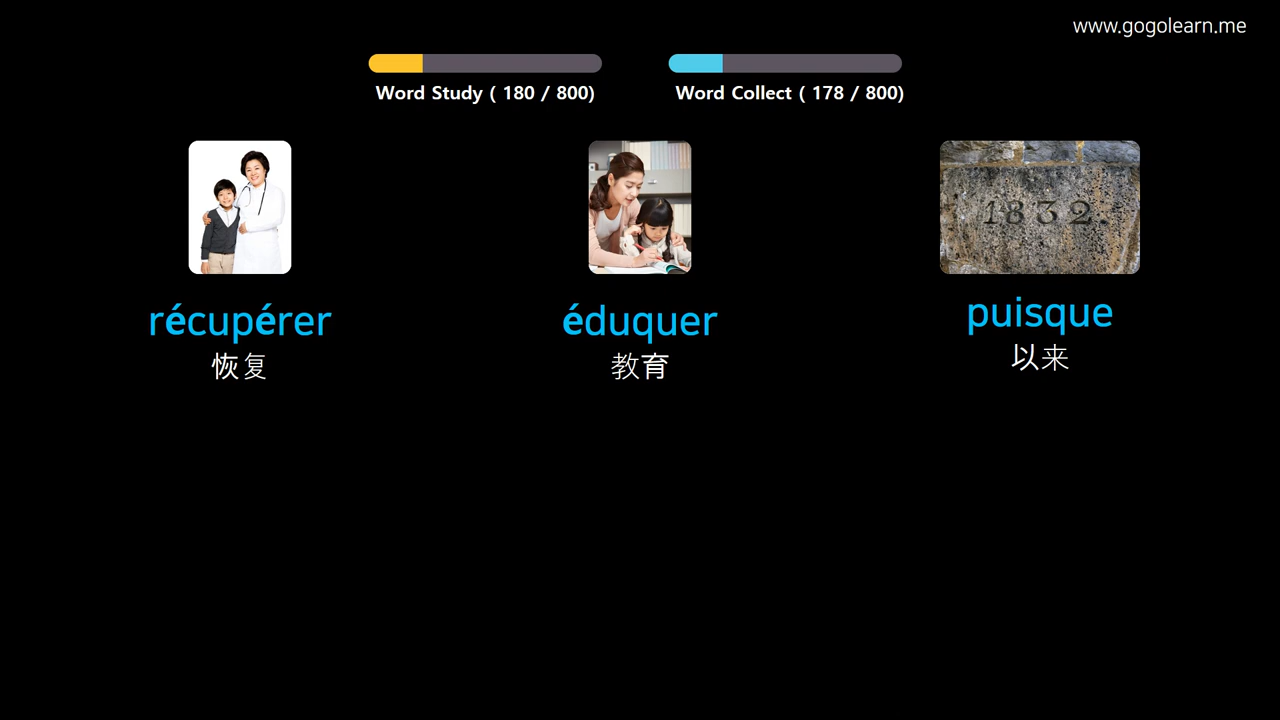 www.gogolearn.me
Word Study ( 180 / 800)
Word Collect ( 178 / 800)
1832.
récupérer
恢复
éduquer
教育
puisque
以来